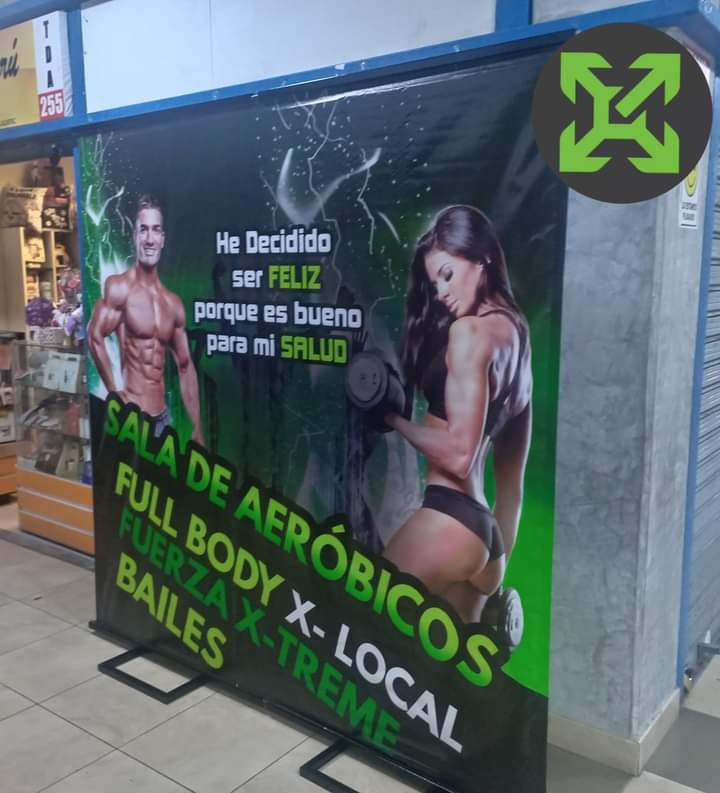 rú
TDA
255
He Decidido
ser FELIZ
porque es bueno
para mi SALUD
SALA DE AERÓBICOS
FULL BODY X- LOCAL
FUERZA X-TREME
BAILES